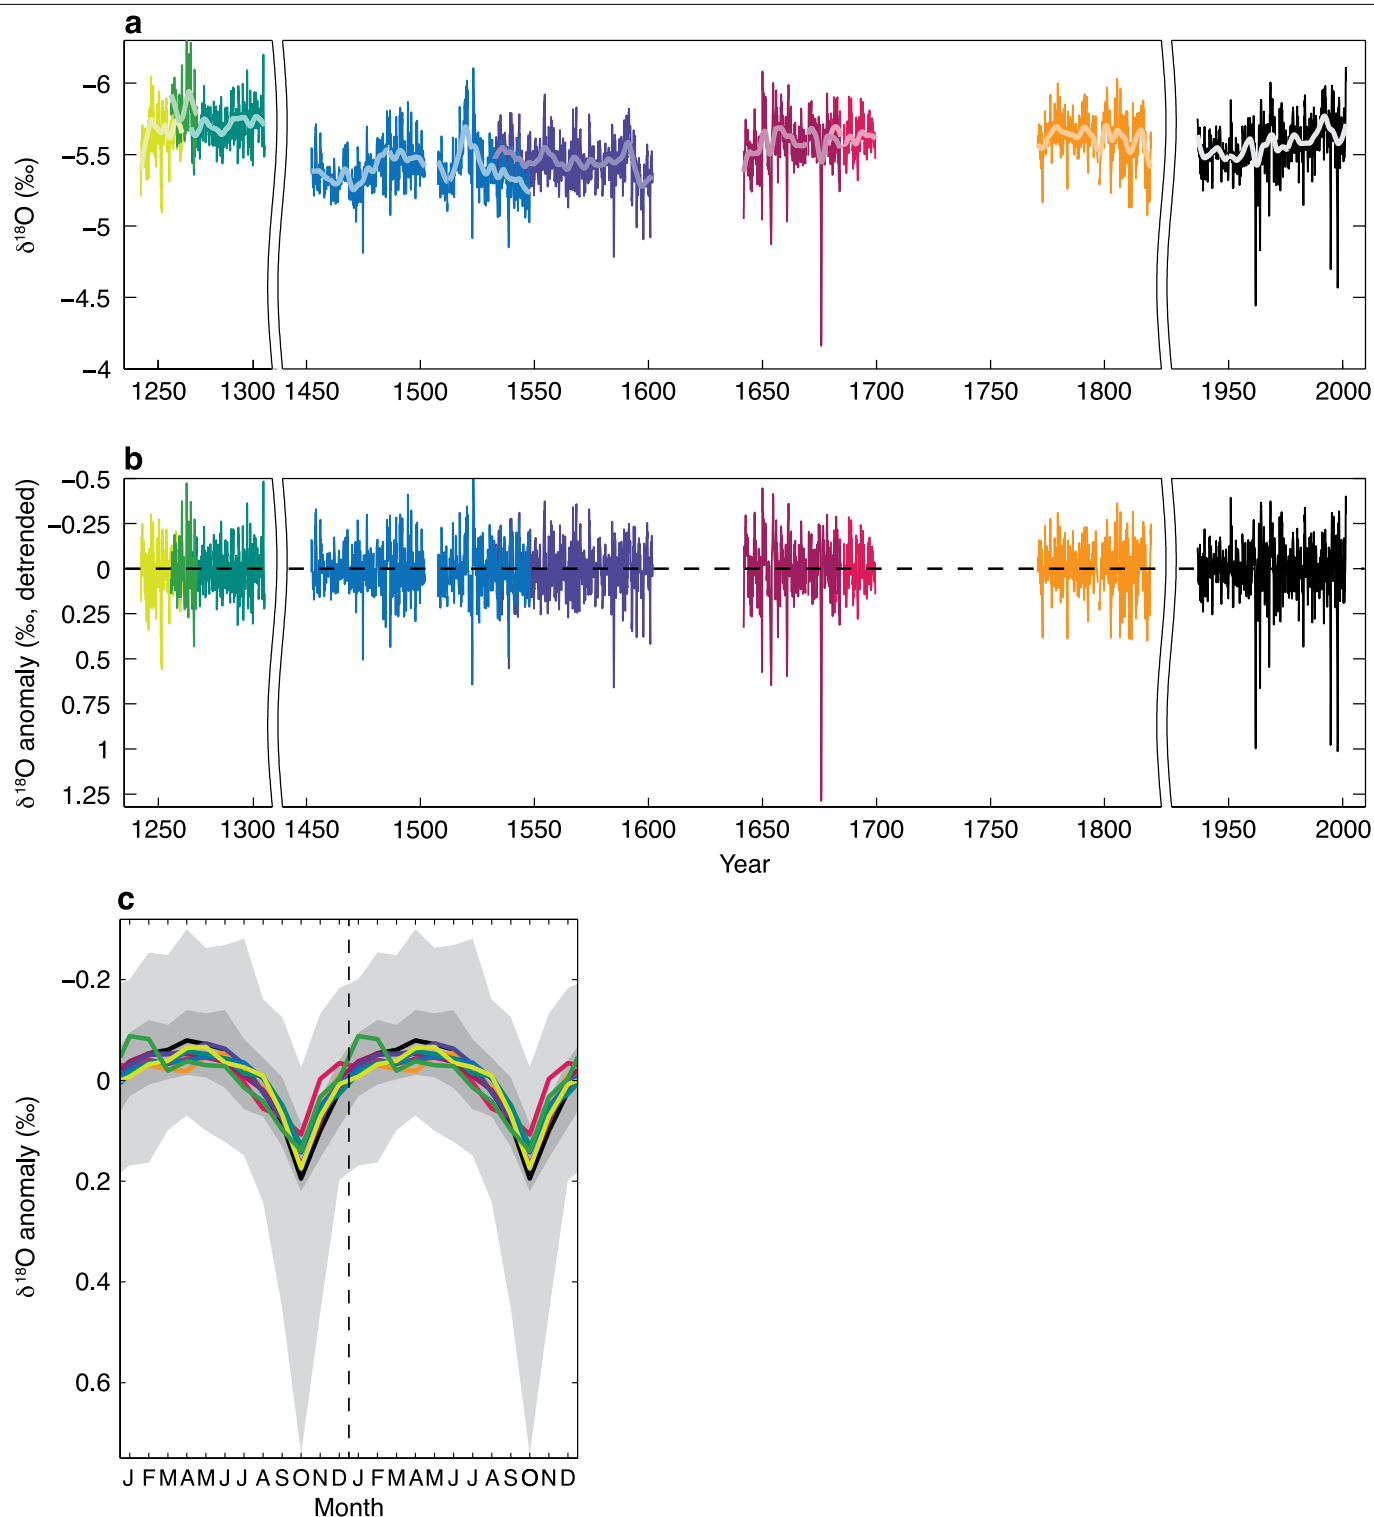 a
−6
−5.5
−5
−4.5
−4
δ18O (‰)
1250 1300 1450 1500 1550 1600 1650 1700 1750 1800 1950 2000
b
−0.5
−0.25
0
0.25
0.5
0.75
1
1.25
δ18O anomaly (‰, detrended)
1250 1300 1450 1500 1550 1600 1650 1700 1750 1800 1950 2000
Year
c
−0.2
0
0.2
0.4
0.6
δ18O anomaly (‰)
J F M A M J J A S O N D J F M A M J J A S O N D
Month